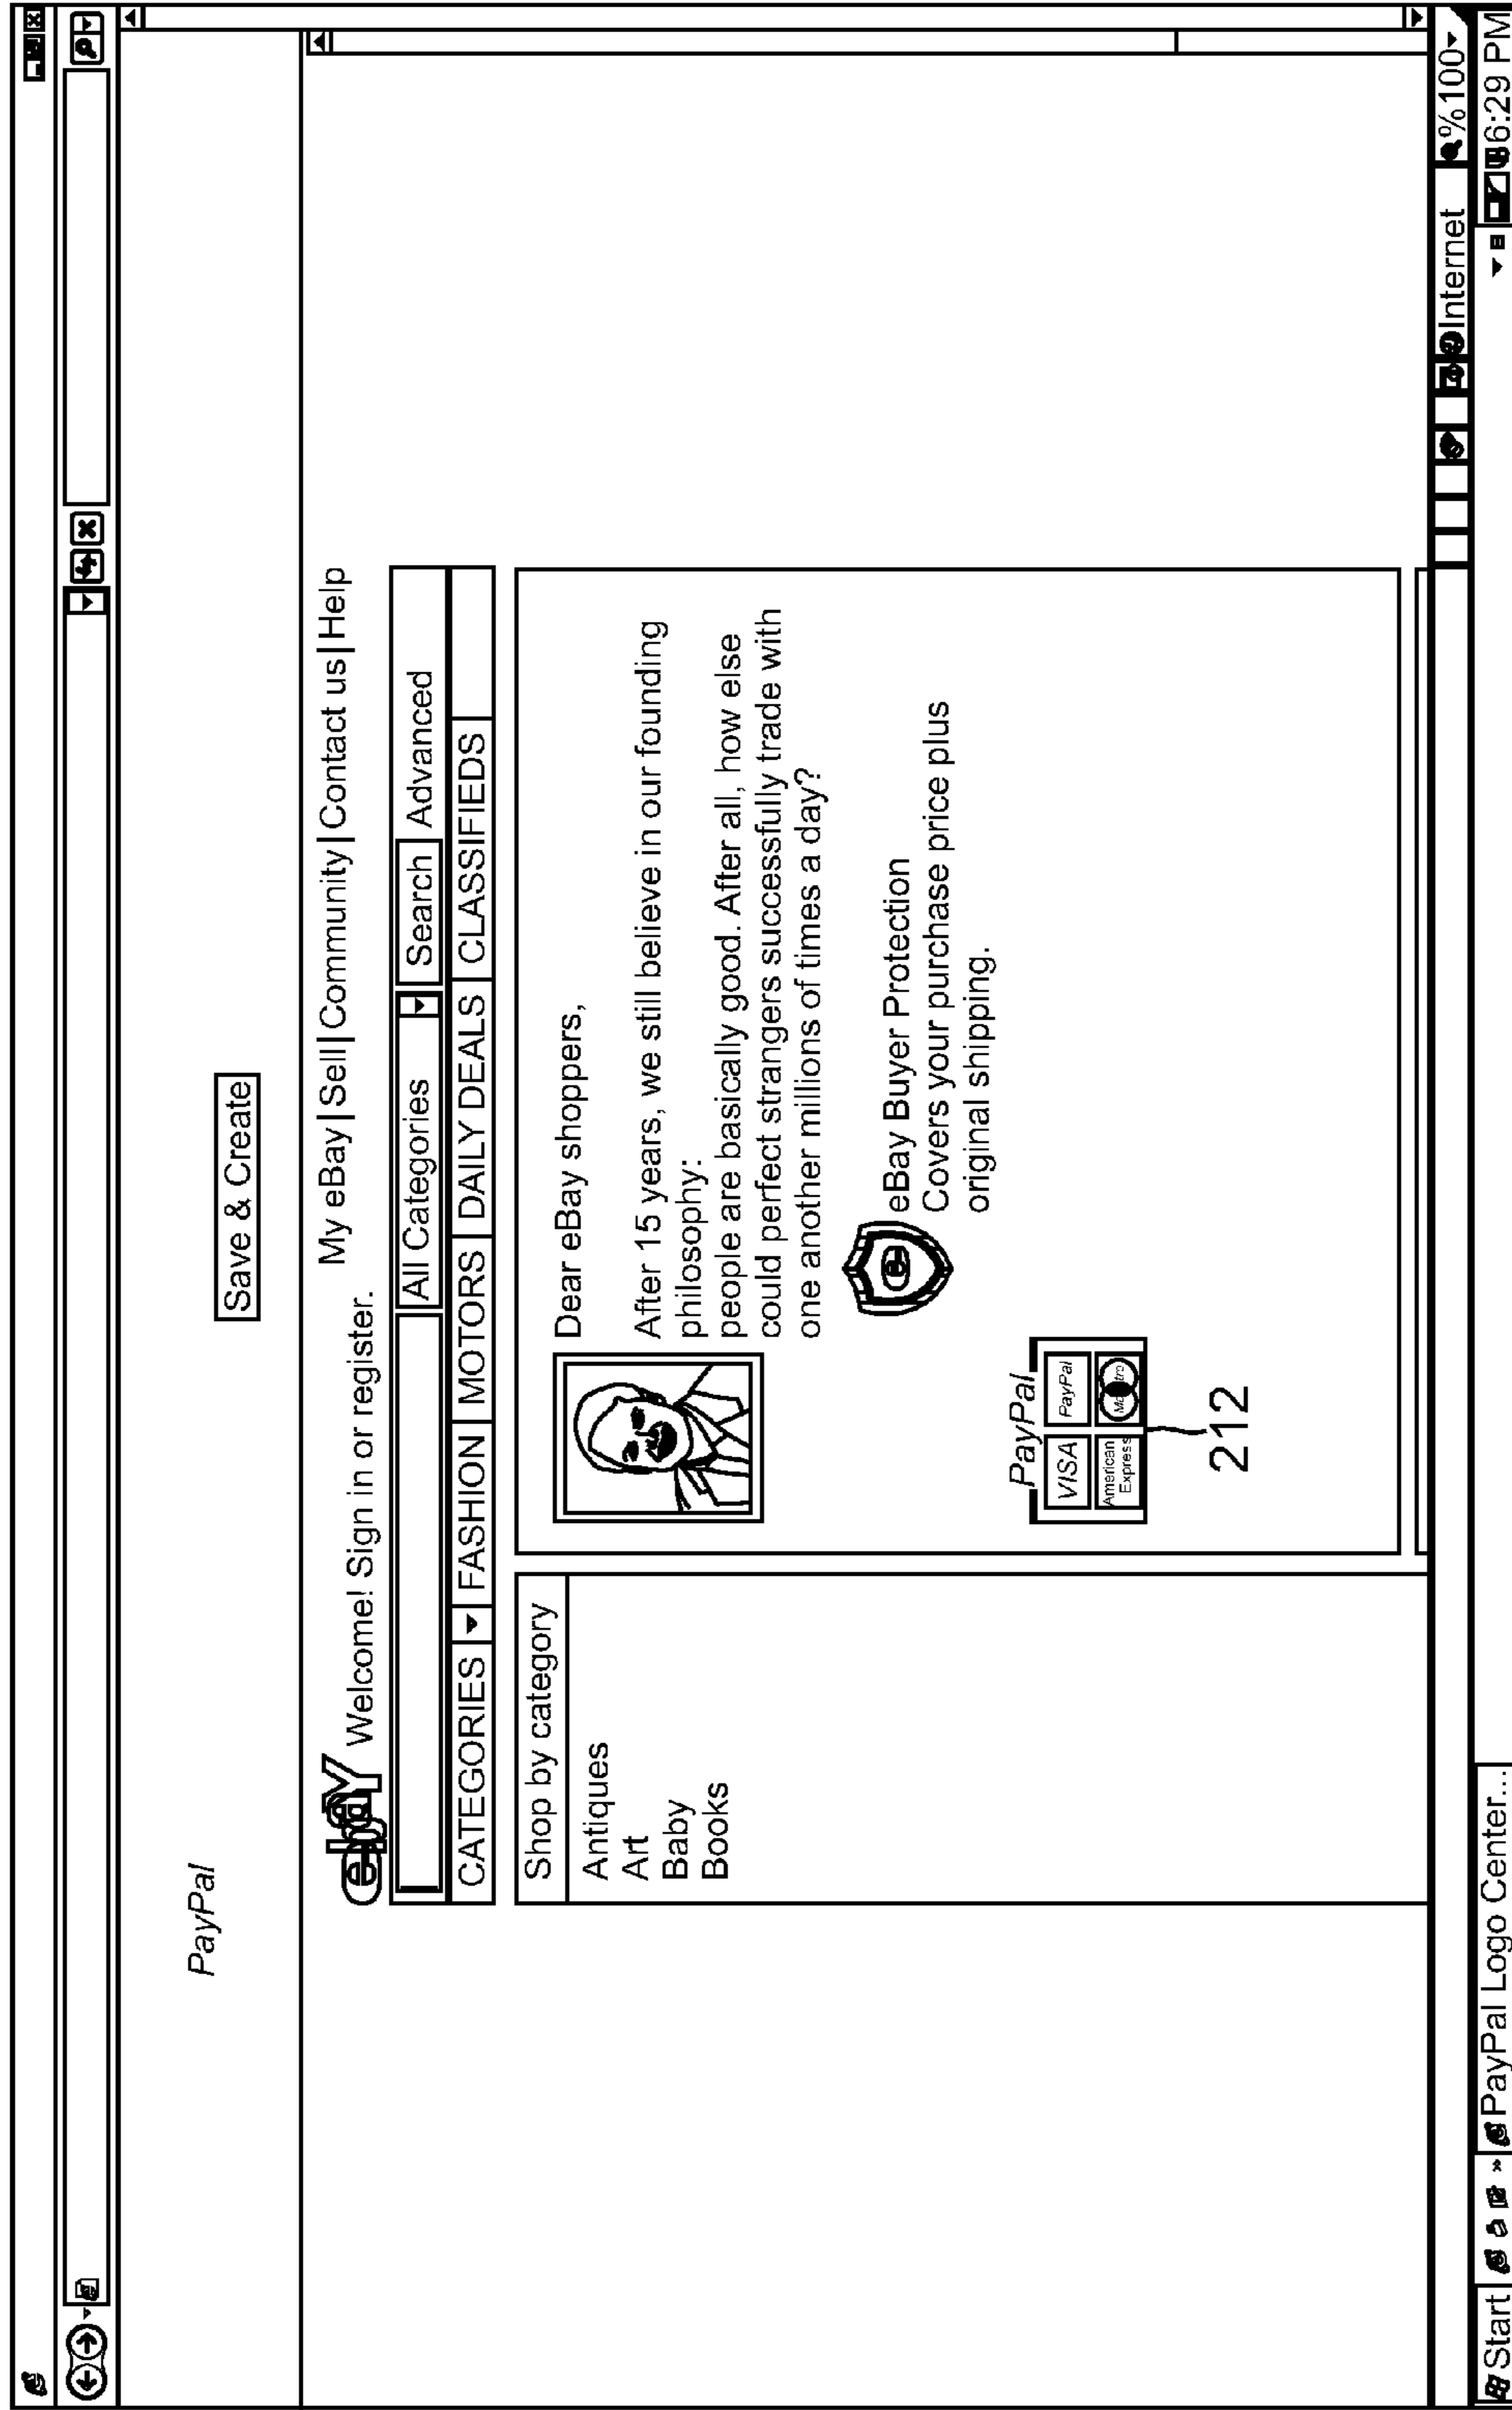 PayPal
Save & Create
ebaY Welcome! Sign in or register. My eBay|Sell|Community|Contact us|Help
All Categories Search Advanced
CATEGORIES FASHION MOTORS DAILY DEALS CLASSIFIEDS
Shop by category
Antiques
Art
Baby
Books
Dear eBay shoppers,
After 15 years, we still believe in our founding
philosophy:
people are basically good. After all, how else
could perfect strangers successfully trade with
one another millions of times a day?
eBay Buyer Protection
Covers your purchase price plus
original shipping.
PayPal
VISA PayPal
American
Express
212
Internet %100
Start » PayPal Logo Center... 6:29 PM